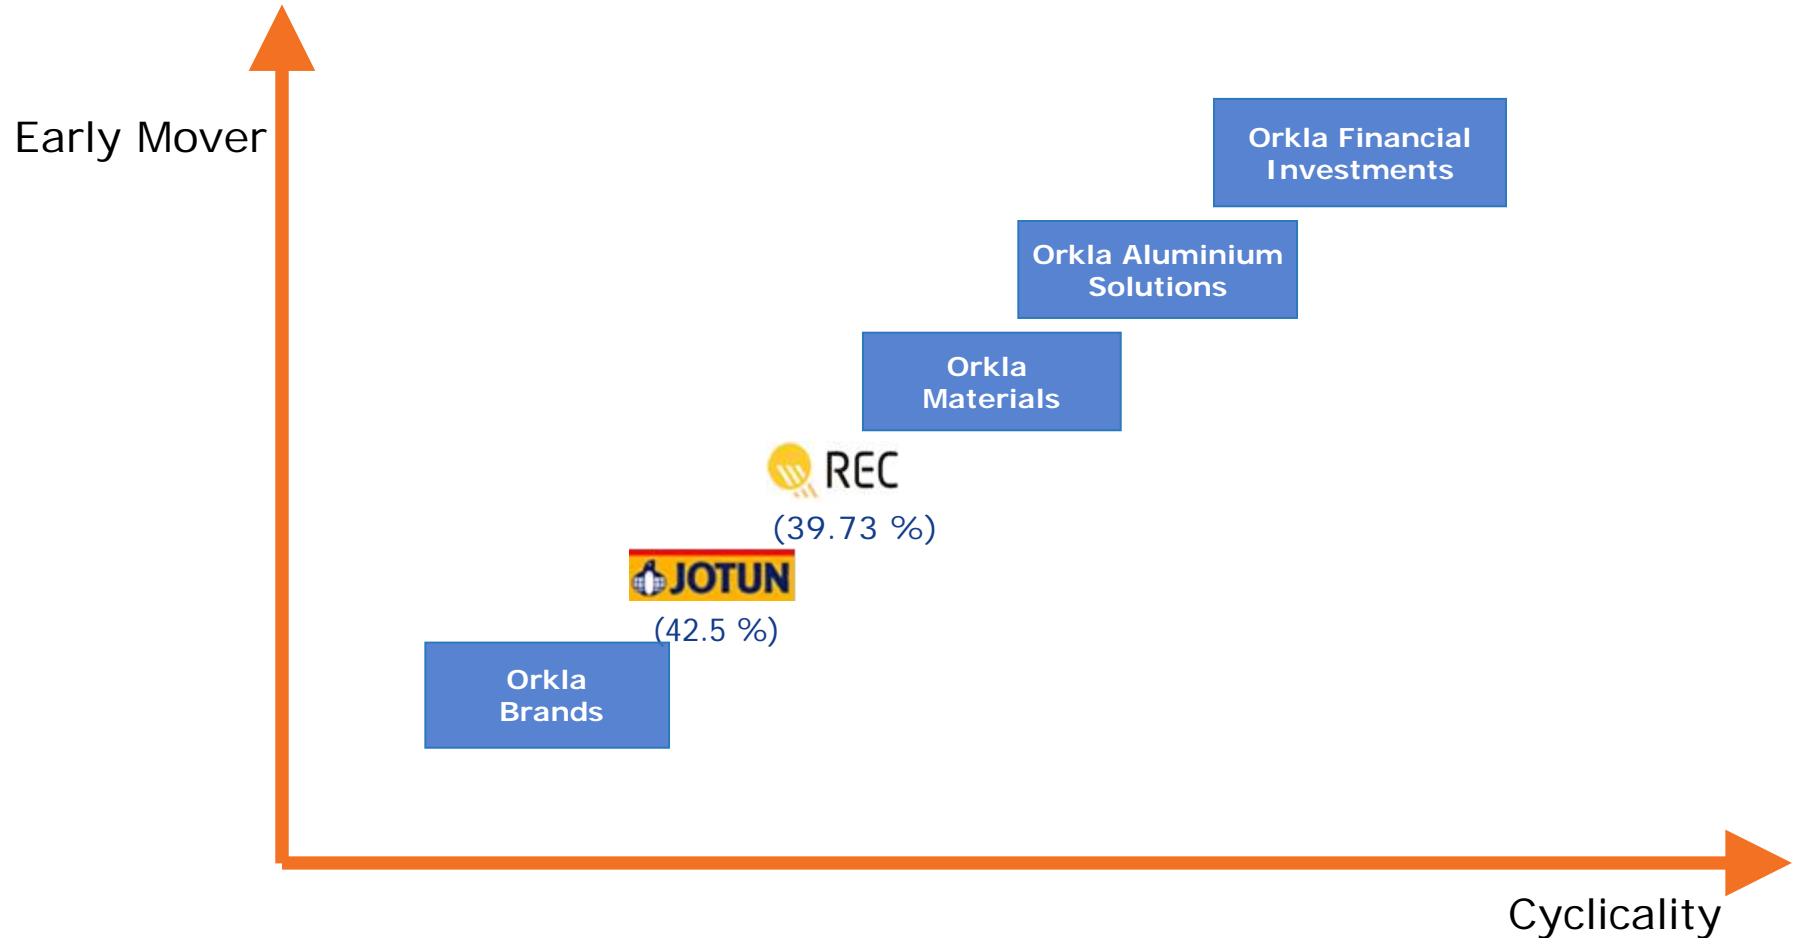 Early Mover
Orkla Financial
Investments
Orkla Aluminium
Solutions
Orkla
Materials
REC
(39.73 %)
JOTUN
(42.5 %)
Orkla
Brands
Cyclicality